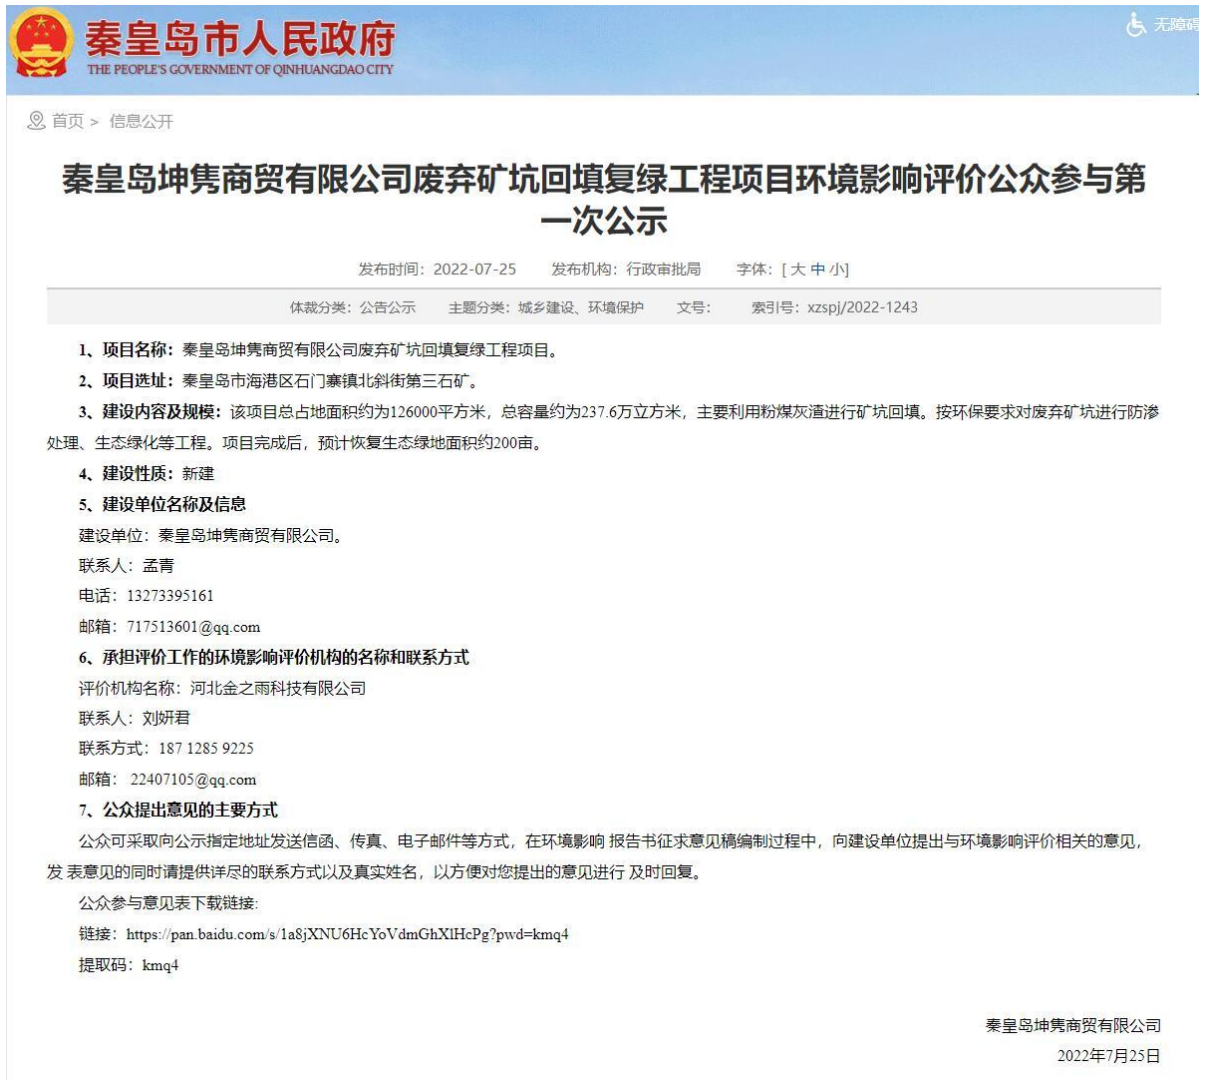 秦皇岛市人民政府
THE PEOPLE'S GOVERNMENT OF QINHUANGDAO CITY
无障碍
首页 > 信息公开
秦皇岛坤隽商贸有限公司废弃矿坑回填复绿工程项目环境影响评价公众参与第
一次公示
发布时间：2022-07-25 发布机构：行政审批局 字体：[ 大 中 小]
体裁分类：公告公示 主题分类：城乡建设、环境保护 文号： 索引号：xzspj/2022-1243
1、项目名称：秦皇岛坤隽商贸有限公司废弃矿坑回填复绿工程项目。
2、项目选址：秦皇岛市海港区石门寨镇北斜街第三石矿。
3、建设内容及规模：该项目总占地面积约为126000平方米，总容量约为237.6万立方米，主要利用粉煤灰渣进行矿坑回填。按环保要求对废弃矿坑进行防渗
处理、生态绿化等工程。项目完成后，预计恢复生态绿地面积约200亩。
4、建设性质：新建
5、建设单位名称及信息
建设单位：秦皇岛坤隽商贸有限公司。
联系人：孟青
电话：13273395161
邮箱：717513601@qq.com
6、承担评价工作的环境影响评价机构的名称和联系方式
评价机构名称：河北金之雨科技有限公司
联系人：刘妍君
联系方式：187 1285 9225
邮箱： 22407105@qq.com
7、公众提出意见的主要方式
公众可采取向公示指定地址发送信函、传真、电子邮件等方式，在环境影响 报告书征求意见稿编制过程中，向建设单位提出与环境影响评价相关的意见，
发 表意见的同时请提供详尽的联系方式以及真实姓名，以方便对您提出的意见进行 及时回复。
公众参与意见表下载链接:
链接：https://pan.baidu.com/s/1a8jXNU6HcYoVdmGhXlHcPg?pwd=kmq4
提取码：kmq4
秦皇岛坤隽商贸有限公司
2022年7月25日